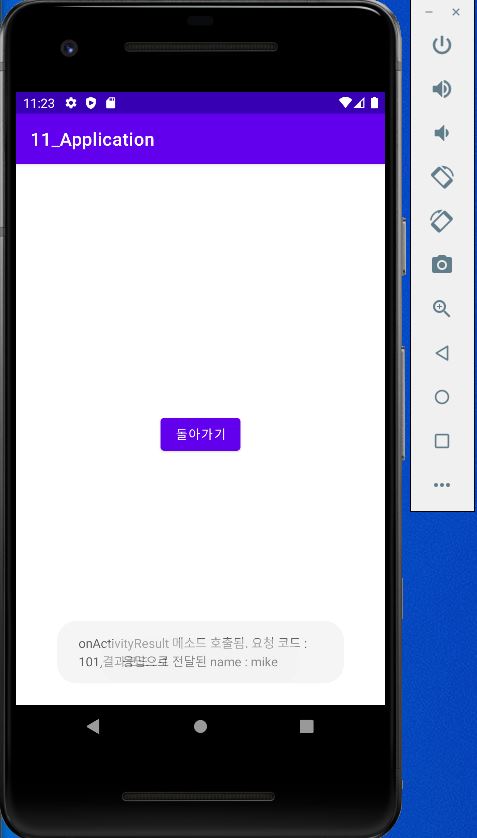 11:23
11_Application
돌아가기
onActivityResult 메소드 호출됨. 요청 코드 :
101,결과 응답으로 전달된 name : mike